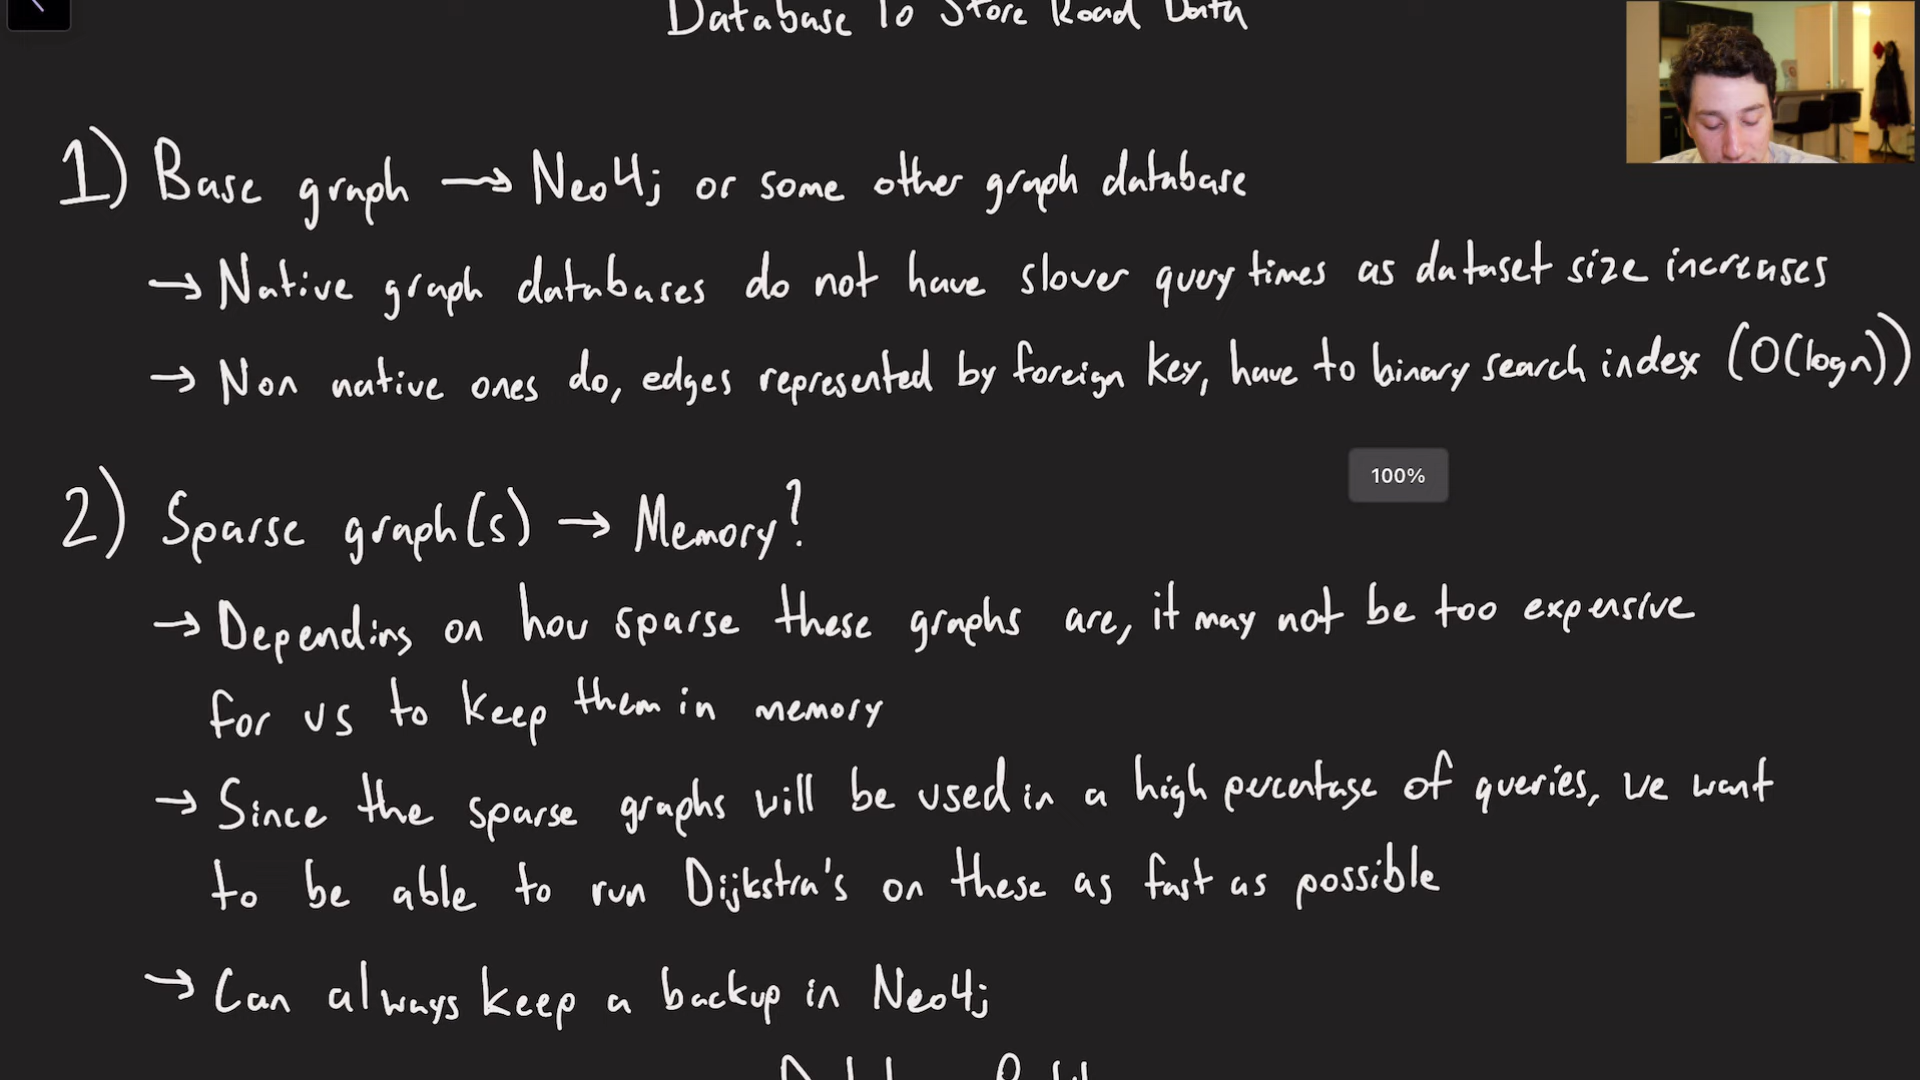 Database To Store Road Data
1) Base graph → Neo4j or some other graph database
→ Native graph databases do not have slower query times as dataset size increases
→ Non native ones do, edges represented by foreign key, have to binary search index (O(logn))
100%
2) Sparse graph(s) → Memory?
→ Depending on how sparse these graphs are, it may not be too expensive
for us to keep them in memory
→ Since the sparse graphs will be used in a high percentage of queries, we want
to be able to run Dijkstra's on these as fast as possible
→ Can always keep a backup in Neo4j